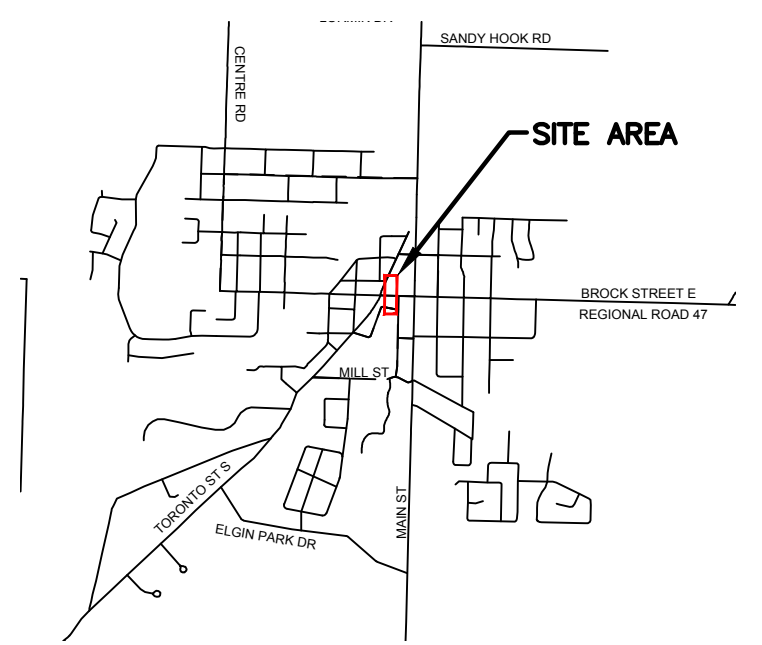 SANDY HOOK RD
CENTRE RD
SITE AREA
BROCK STREET E
REGIONAL ROAD 47
MILL ST
TORONTO ST S
MAIN ST
ELGIN PARK DR